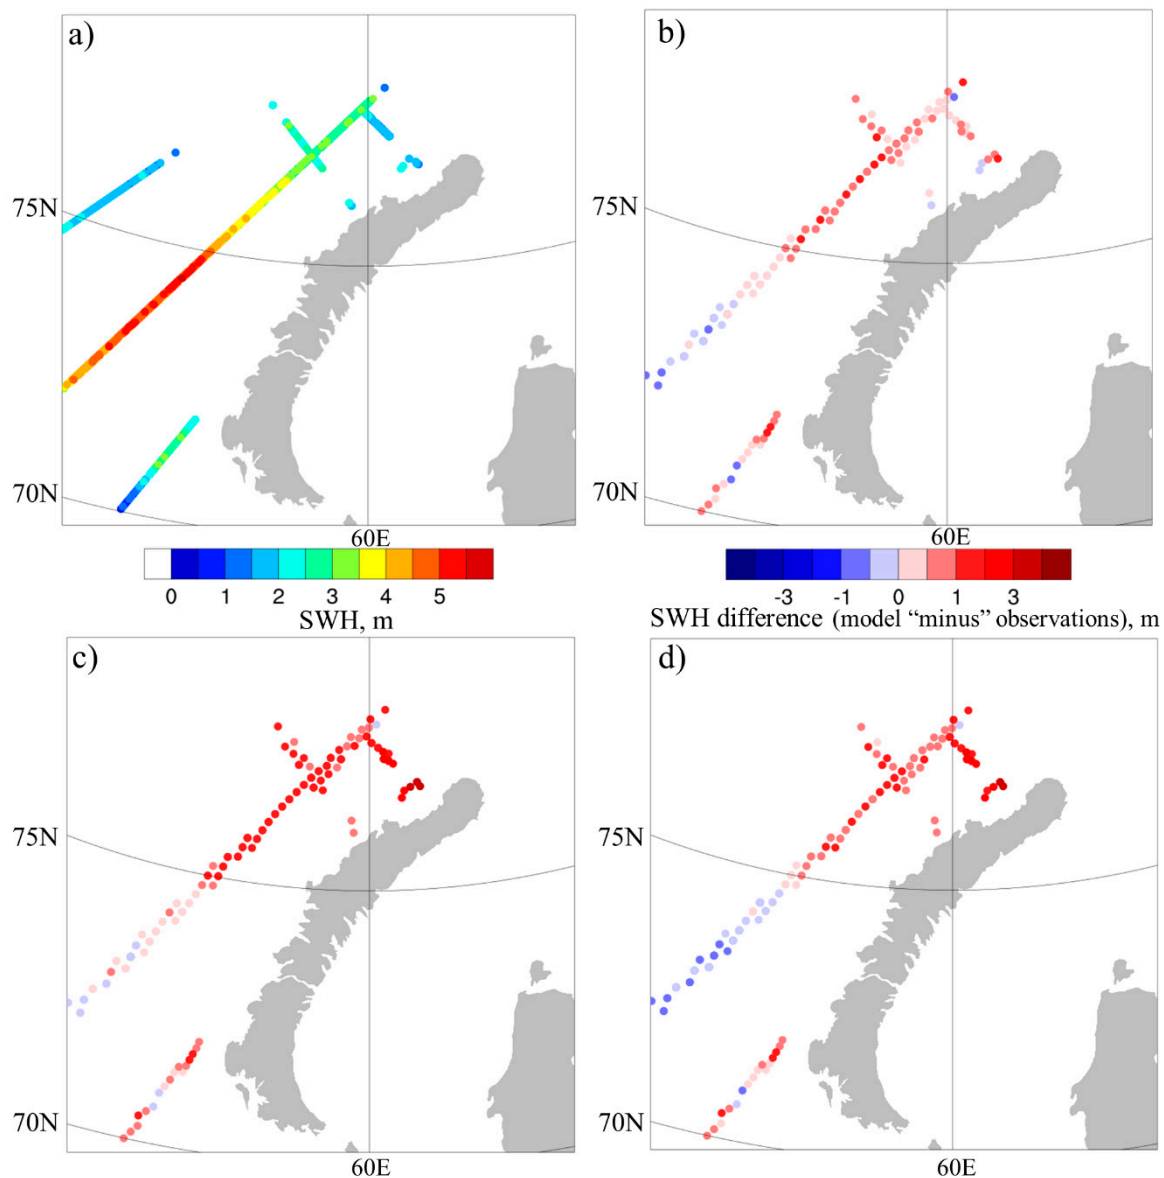 a)
b)
75N
75N
70N
70N
60E
60E
0 1 2 3 4 5
-3 -1 0 1 3
SWH, m
SWH difference (model “minus” observations), m
c)
d)
75N
75N
70N
70N
60E
60E